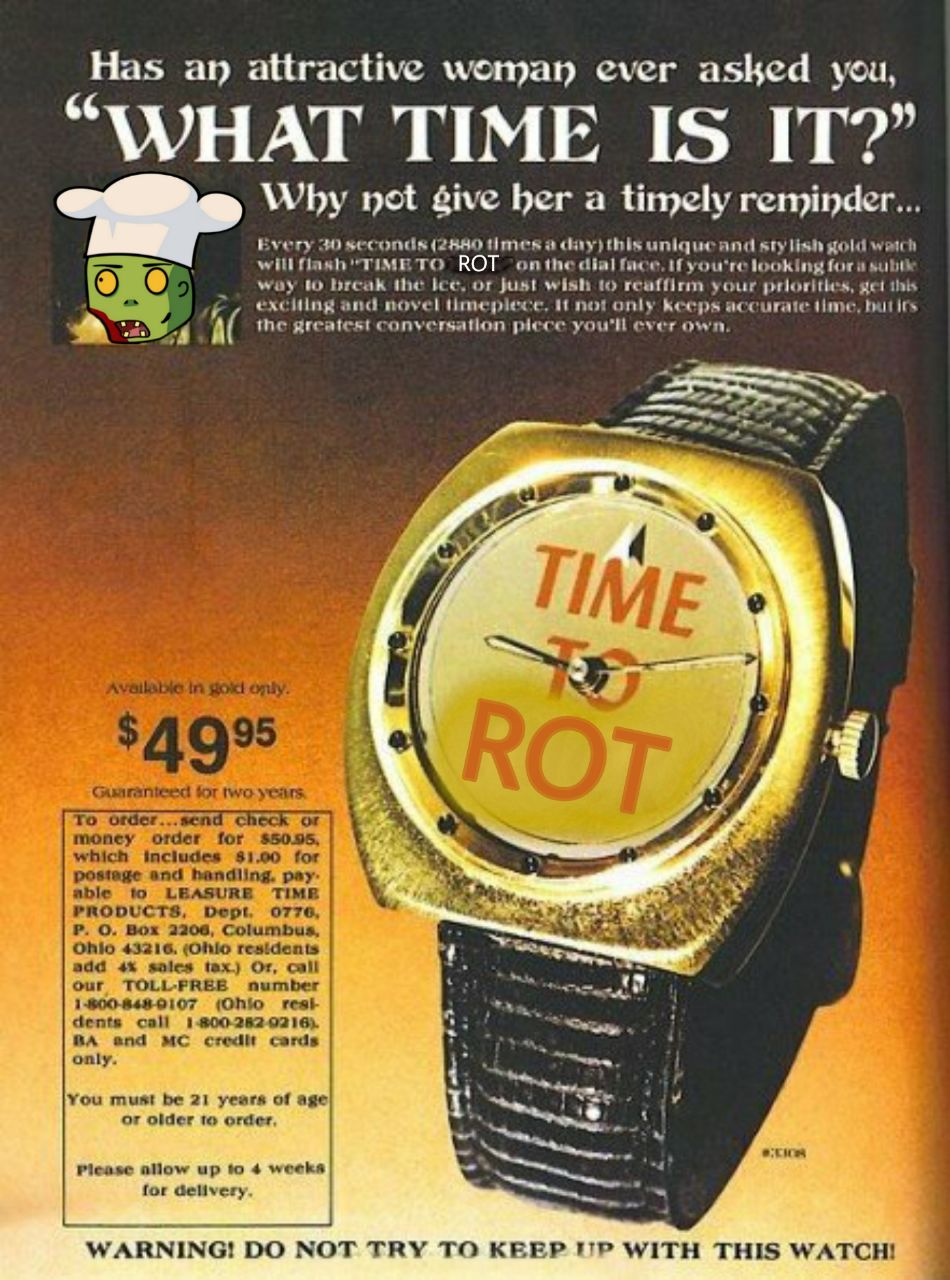 Has an attractive woman ever asked you,
“WHAT TIME IS IT?”
Why not give her a timely reminder...
Every 30 seconds (2880 times a day) this unique and stylish gold watch
will flash “TIME TO ROT on the dial face. If you're looking for a subtle
way to break the ice, or just wish to reaffirm your priorities, get this
exciting and novel timepiece. It not only keeps accurate time, but it's
the greatest conversation piece you'll ever own.
TIME
TO
ROT
Available in gold only.
$49⁹⁵
Guaranteed for two years.
To order...send check or
money order for $50.95,
which includes $1.00 for
postage and handling, pay-
able to LEASURE TIME
PRODUCTS, Dept. 0776,
P. O. Box 2206, Columbus,
Ohio 43216. (Ohio residents
add 4% sales tax.) Or, call
our TOLL-FREE number
1-800-848-9107 (Ohio resi-
dents call 1-800-282-9216).
BA and MC credit cards
only.
You must be 21 years of age
or older to order.
Please allow up to 4 weeks
for delivery.
#3308
WARNING! DO NOT TRY TO KEEP UP WITH THIS WATCH!